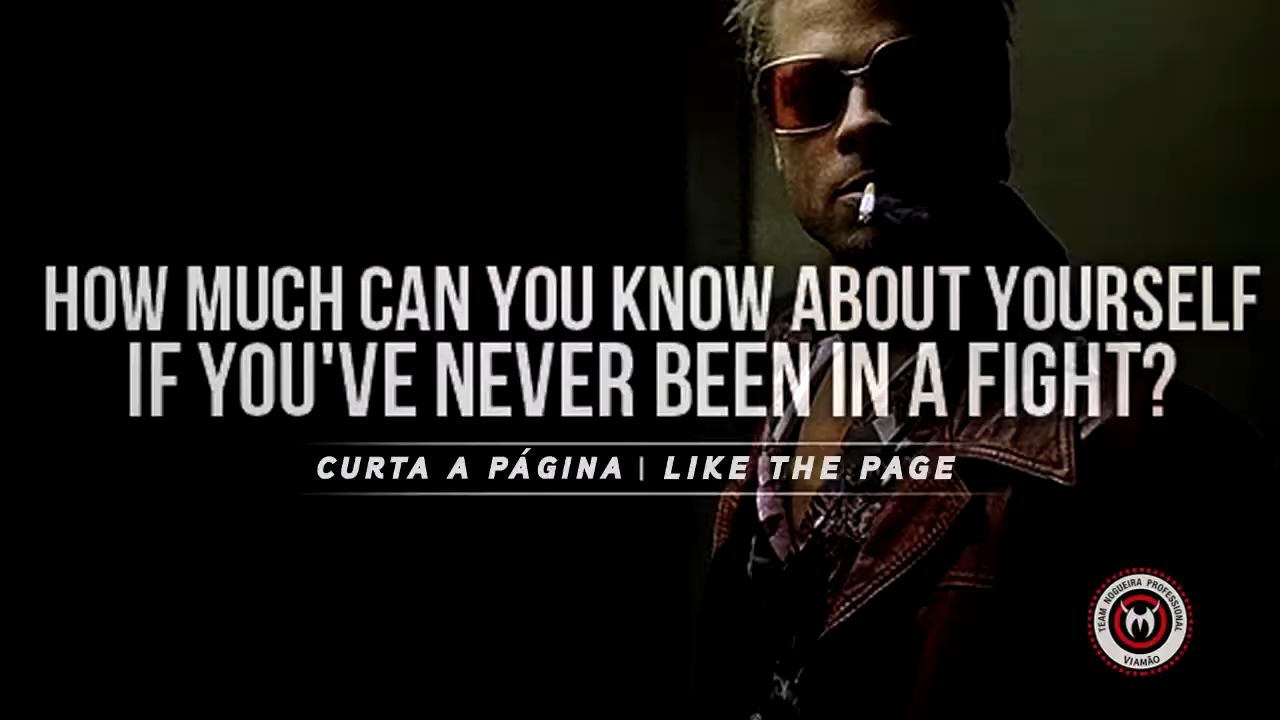 HOW MUCH CAN YOU KNOW ABOUT YOURSELF
IF YOU'VE NEVER BEEN IN A FIGHT?
CURTA A PÁGINA | LIKE THE PAGE
TEAM NOGUEIRA PROFESSIONAL
VIAMÃO